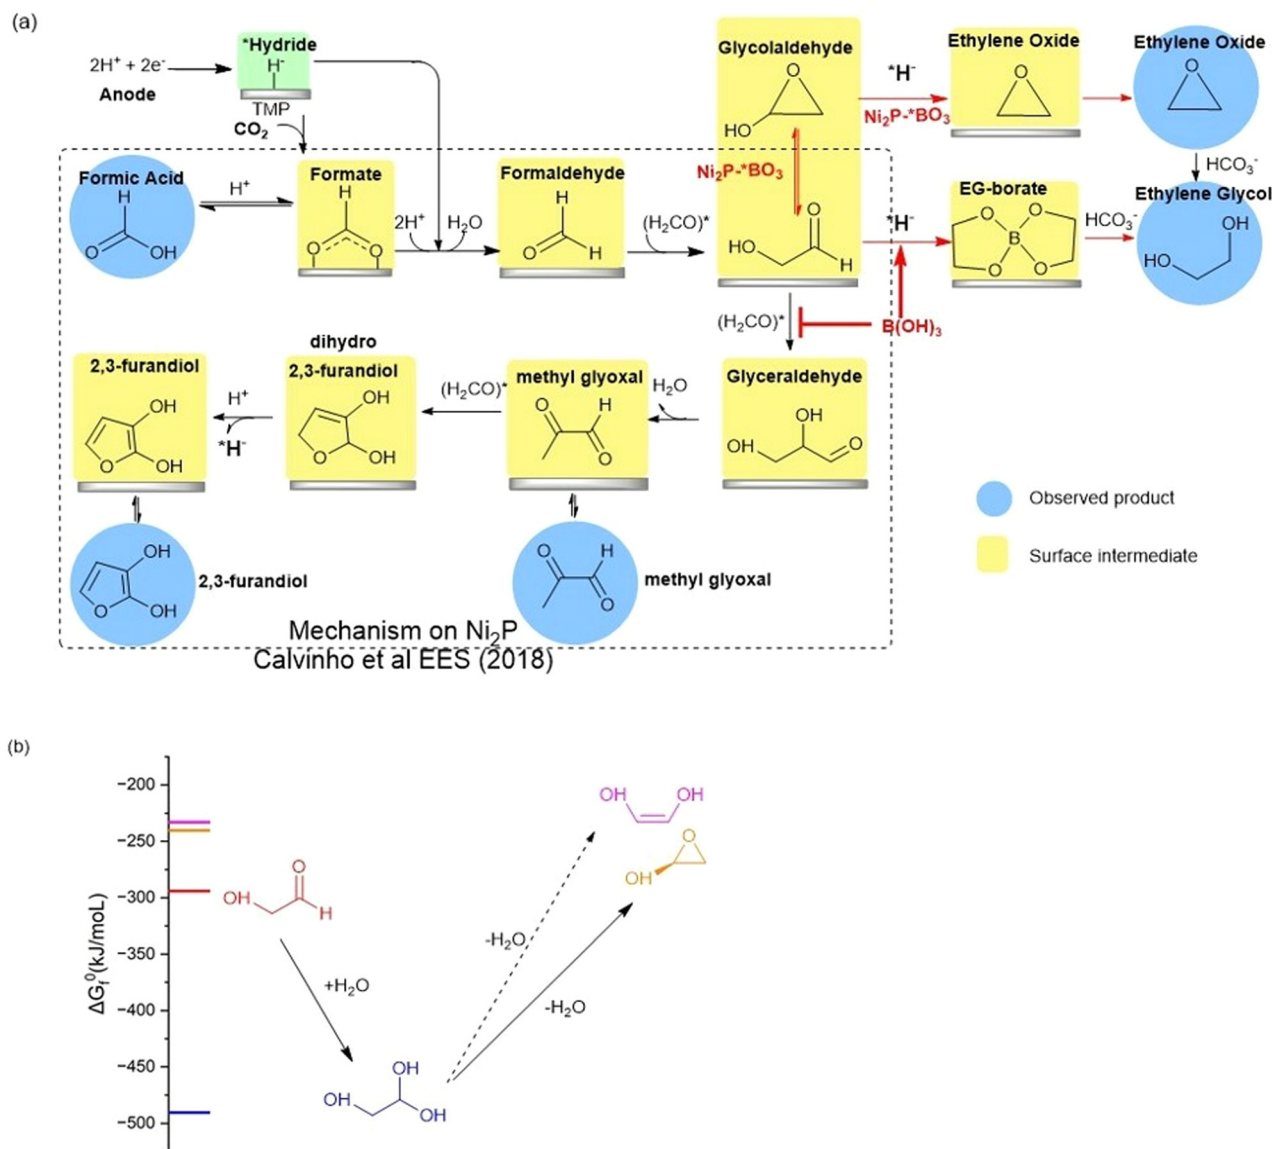 (a)
2H⁺ + 2e⁻
Anode
*Hydride
H⁻
TMP
CO₂
Glycolaldehyde
O
HO
*H⁻
Ni₂P-*BO₃
Ethylene Oxide
O
Ethylene Oxide
O
HCO₃⁻
Formic Acid
H
O
OH
H⁺
Formate
H
O
O
2H⁺
H₂O
Formaldehyde
H
O
H
(H₂CO)*
Ni₂P-*BO₃
O
HO
H
*H⁻
EG-borate
O
O
B
O
O
HCO₃⁻
Ethylene Glycol
OH
HO
(H₂CO)*
B(OH)₃
2,3-furandiol
OH
O
OH
H⁺
*H⁻
dihydro
2,3-furandiol
OH
O
OH
(H₂CO)*
methyl glyoxal
O
H
O
H₂O
Glyceraldehyde
OH
OH
O
Observed product
Surface intermediate
OH
O
OH
2,3-furandiol
O
H
O
methyl glyoxal
Mechanism on Ni₂P
Calvinho et al EES (2018)
(b)
ΔGf⁰(kJ/moL)
−200
−250
−300
−350
−400
−450
−500
OH
O
H
+H₂O
OH
OH
OH
-H₂O
-H₂O
OH
OH
O
OH